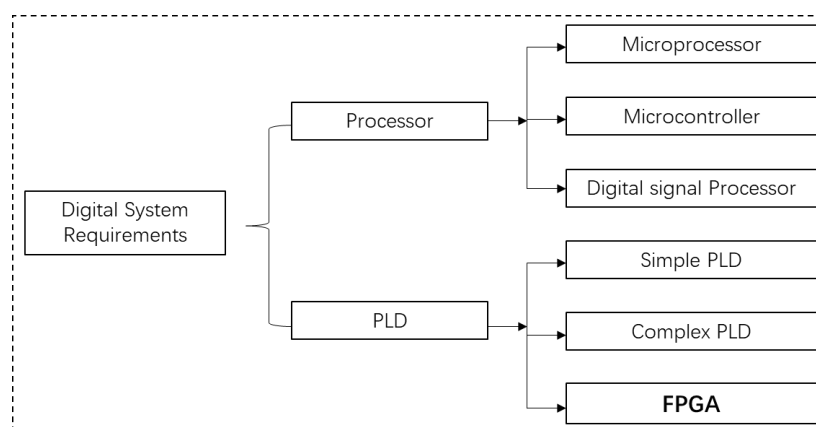 Digital System
Requirements
Processor
PLD
Microprocessor
Microcontroller
Digital signal Processor
Simple PLD
Complex PLD
FPGA